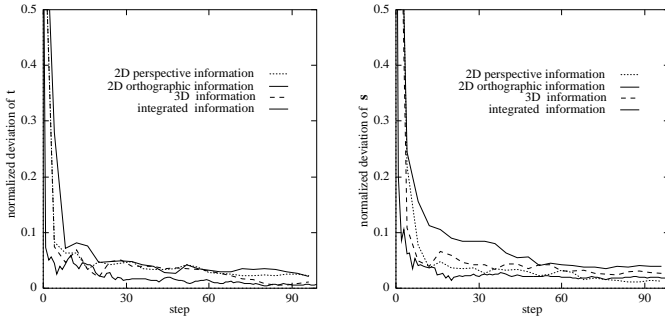 0.5
0.4
0.3
0.2
0.1
0
0 30 60 90
step
normalized deviation of t
2D perspective information
2D orthographic information
3D information
integrated information
0.5
0.4
0.3
0.2
0.1
0
0 30 60 90
step
normalized deviation of s
2D perspective information
2D orthographic information
3D information
integrated information